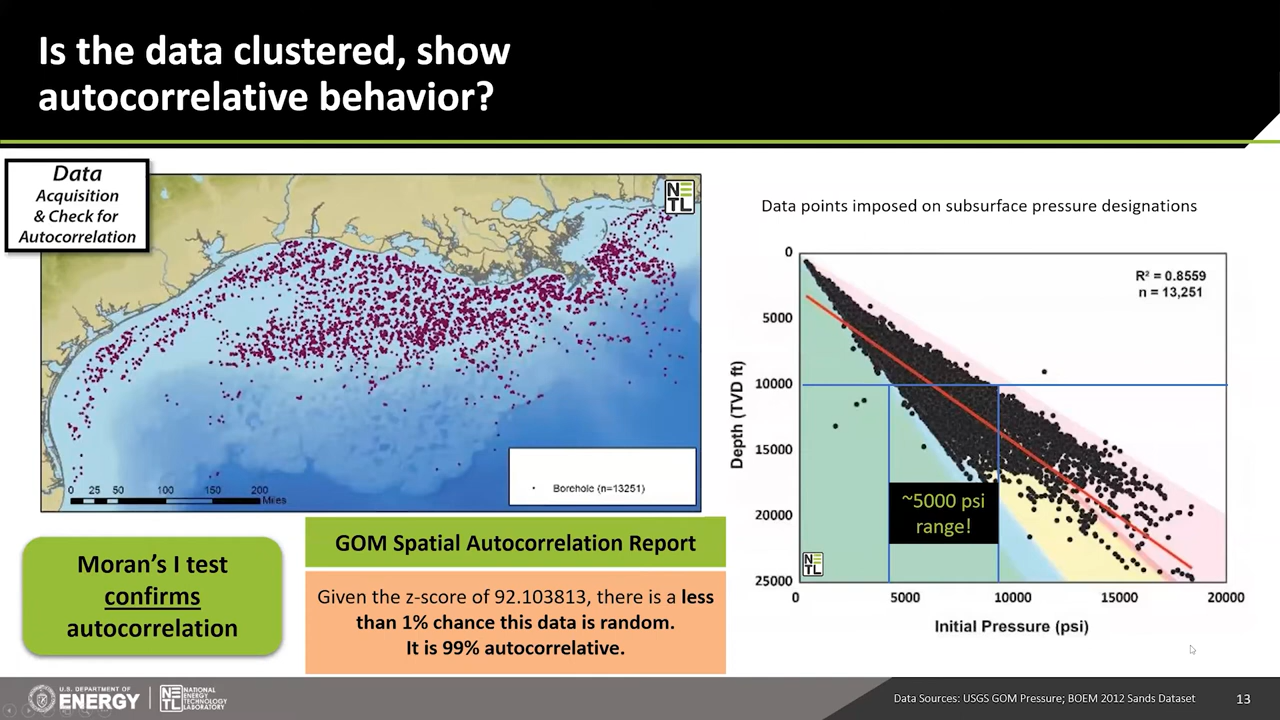 Is the data clustered, show
autocorrelative behavior?
Data
Acquisition
& Check for
Autocorrelation
NE
TL
0 25 50 100 150 200
Miles
Borehole (n=13251)
Moran's I test
confirms
autocorrelation
GOM Spatial Autocorrelation Report
Given the z-score of 92.103813, there is a less
than 1% chance this data is random.
It is 99% autocorrelative.
Data points imposed on subsurface pressure designations
R² = 0.8559
n = 13,251
Depth (TVD ft)
0
5000
10000
15000
20000
25000
~5000 psi
range!
NE
TL
0 5000 10000 15000 20000
Initial Pressure (psi)
U.S. DEPARTMENT OF
ENERGY
NE
TL
NATIONAL
ENERGY
TECHNOLOGY
LABORATORY
Data Sources: USGS GOM Pressure; BOEM 2012 Sands Dataset
13